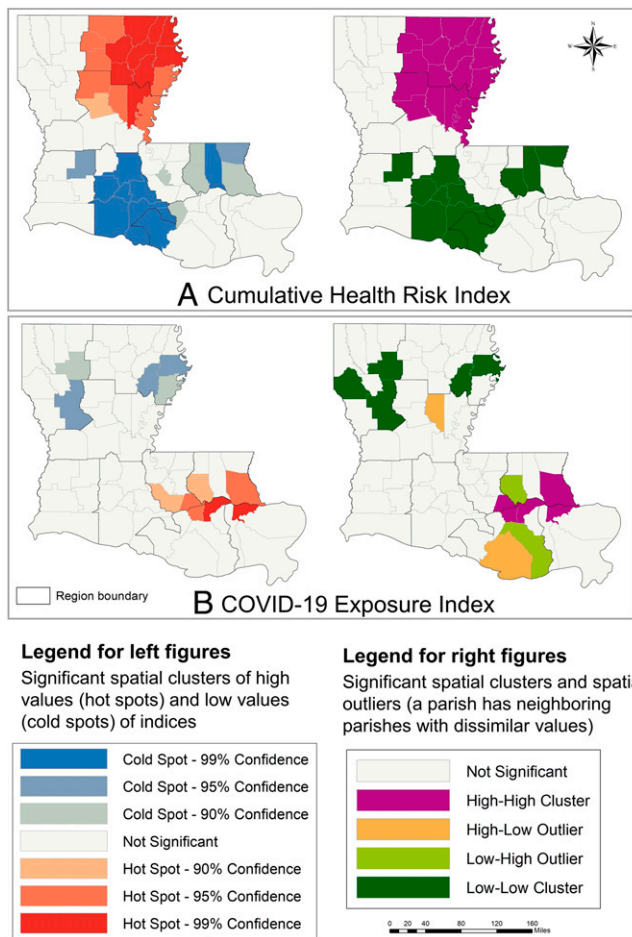 N
W
E
S
A Cumulative Health Risk Index
Region boundary
B COVID-19 Exposure Index
Legend for left figures
Significant spatial clusters of high
values (hot spots) and low values
(cold spots) of indices
Cold Spot - 99% Confidence
Cold Spot - 95% Confidence
Cold Spot - 90% Confidence
Not Significant
Hot Spot - 90% Confidence
Hot Spot - 95% Confidence
Hot Spot - 99% Confidence
Legend for right figures
Significant spatial clusters and spatia
outliers (a parish has neighboring
parishes with dissimilar values)
Not Significant
High-High Cluster
High-Low Outlier
Low-High Outlier
Low-Low Cluster
0 20 40 80 120 160
Miles